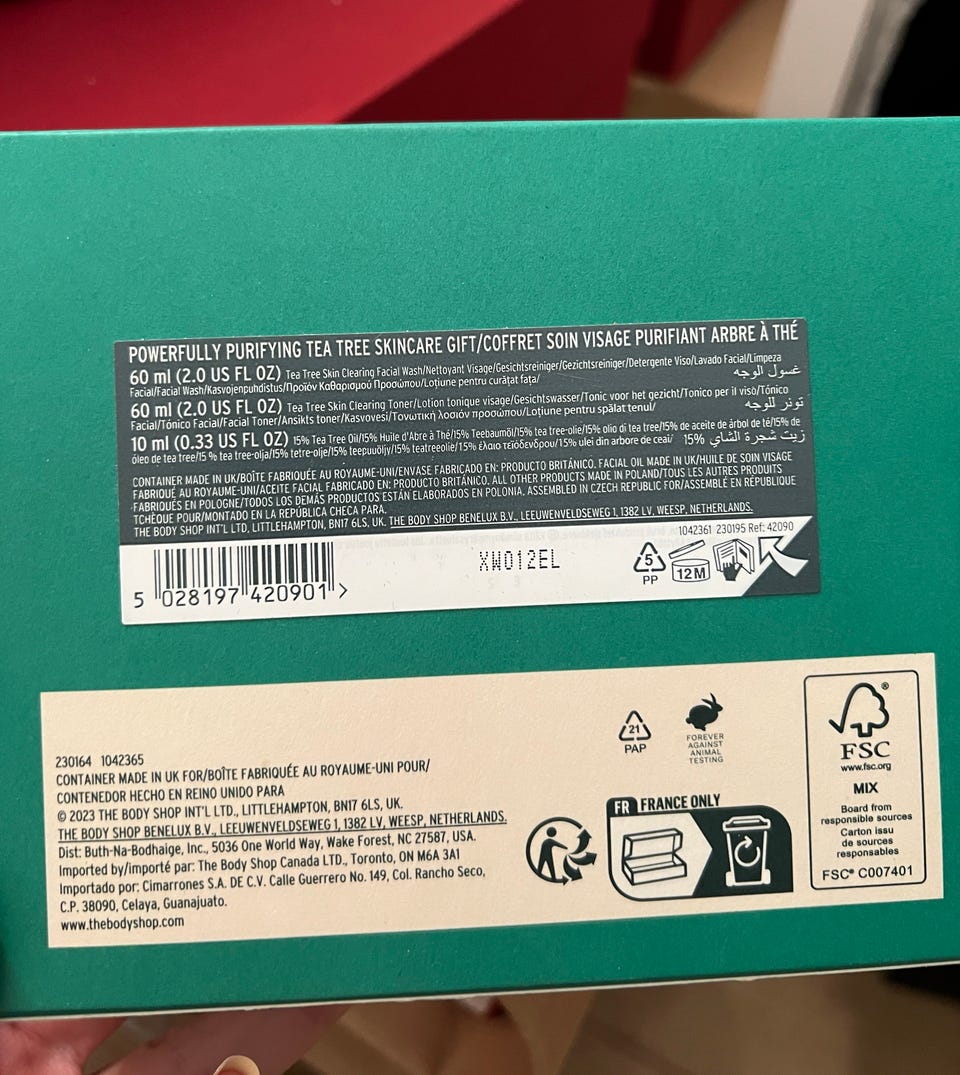 POWERFULLY PURIFYING TEA TREE SKINCARE GIFT/COFFRET SOIN VISAGE PURIFIANT ARBRE À THÉ
60 ml (2.0 US FL OZ) Tea Tree Skin Clearing Facial Wash/Nettoyant Visage/Gesichtsreiniger/Gezichtsreiniger/Detergente Viso/Lavado Facial/Limpeza
Facial/Facial Wash/Kasvojenpuhdistus/Προϊόν Καθαρισμού Προσώπου/Loțiune pentru curățat fața/ غسول الوجه
60 ml (2.0 US FL OZ) Tea Tree Skin Clearing Toner/Lotion tonique visage/Gesichtswasser/Tonic voor het gezicht/Tonico per il viso/Tónico
Facial/Tónico Facial/Facial Toner/Ansikts toner/Kasvovesi/Τονωτική λοσιόν προσώπου/Loțiune pentru spălat tenul/ تونر للوجه
10 ml (0.33 US FL OZ) 15% Tea Tree Oil/15% Huile d'Arbre à Thé/15% Teebaumöl/15% tea tree-olie/15% olio di tea tree/15% de aceite de árbol de té/15% de
óleo de tea tree/15 % tea tree-olja/15% tetre-olje/15% teepuuöljy/15% teatreeolie/15% έλαιο τεϊόδενδρου/15% ulei din arbore de ceai/ 15% زيت شجرة الشاي
CONTAINER MADE IN UK/BOÎTE FABRIQUÉE AU ROYAUME-UNI/ENVASE FABRICADO EN: PRODUCTO BRITÁNICO. FACIAL OIL MADE IN UK/HUILE DE SOIN VISAGE
FABRIQUÉ AU ROYAUME-UNI/ACEITE FACIAL FABRICADO EN: PRODUCTO BRITÁNICO. ALL OTHER PRODUCTS MADE IN POLAND/TOUS LES AUTRES PRODUITS
FABRIQUÉS EN POLOGNE/TODOS LOS DEMÁS PRODUCTOS ESTÁN ELABORADOS EN POLONIA. ASSEMBLED IN CZECH REPUBLIC FOR/ASSEMBLÉ EN RÉPUBLIQUE
TCHÈQUE POUR/MONTADO EN LA REPÚBLICA CHECA PARA.
THE BODY SHOP INT'L LTD, LITTLEHAMPTON, BN17 6LS, UK. THE BODY SHOP BENELUX B.V., LEEUWENVELDSEWEG 1, 1382 LV, WEESP, NETHERLANDS.
1042361 230195 Ref: 42090
XW012EL
5
PP
12M
5 028197 420901 >
230164 1042365
CONTAINER MADE IN UK FOR/BOÎTE FABRIQUÉE AU ROYAUME-UNI POUR/
CONTENEDOR HECHO EN REINO UNIDO PARA
© 2023 THE BODY SHOP INT'L LTD., LITTLEHAMPTON, BN17 6LS, UK.
THE BODY SHOP BENELUX B.V., LEEUWENVELDSEWEG 1, 1382 LV, WEESP, NETHERLANDS.
Dist: Buth-Na-Bodhaige, Inc., 5036 One World Way, Wake Forest, NC 27587, USA.
Imported by/importé par: The Body Shop Canada LTD., Toronto, ON M6A 3A1
Importado por: Cimarrones S.A. DE C.V. Calle Guerrero No. 149, Col. Rancho Seco,
C.P. 38090, Celaya, Guanajuato.
www.thebodyshop.com
21
PAP
FOREVER
AGAINST
ANIMAL
TESTING
FR FRANCE ONLY
®
FSC
www.fsc.org
MIX
Board from
responsible sources
Carton issu
de sources
responsables
FSC® C007401